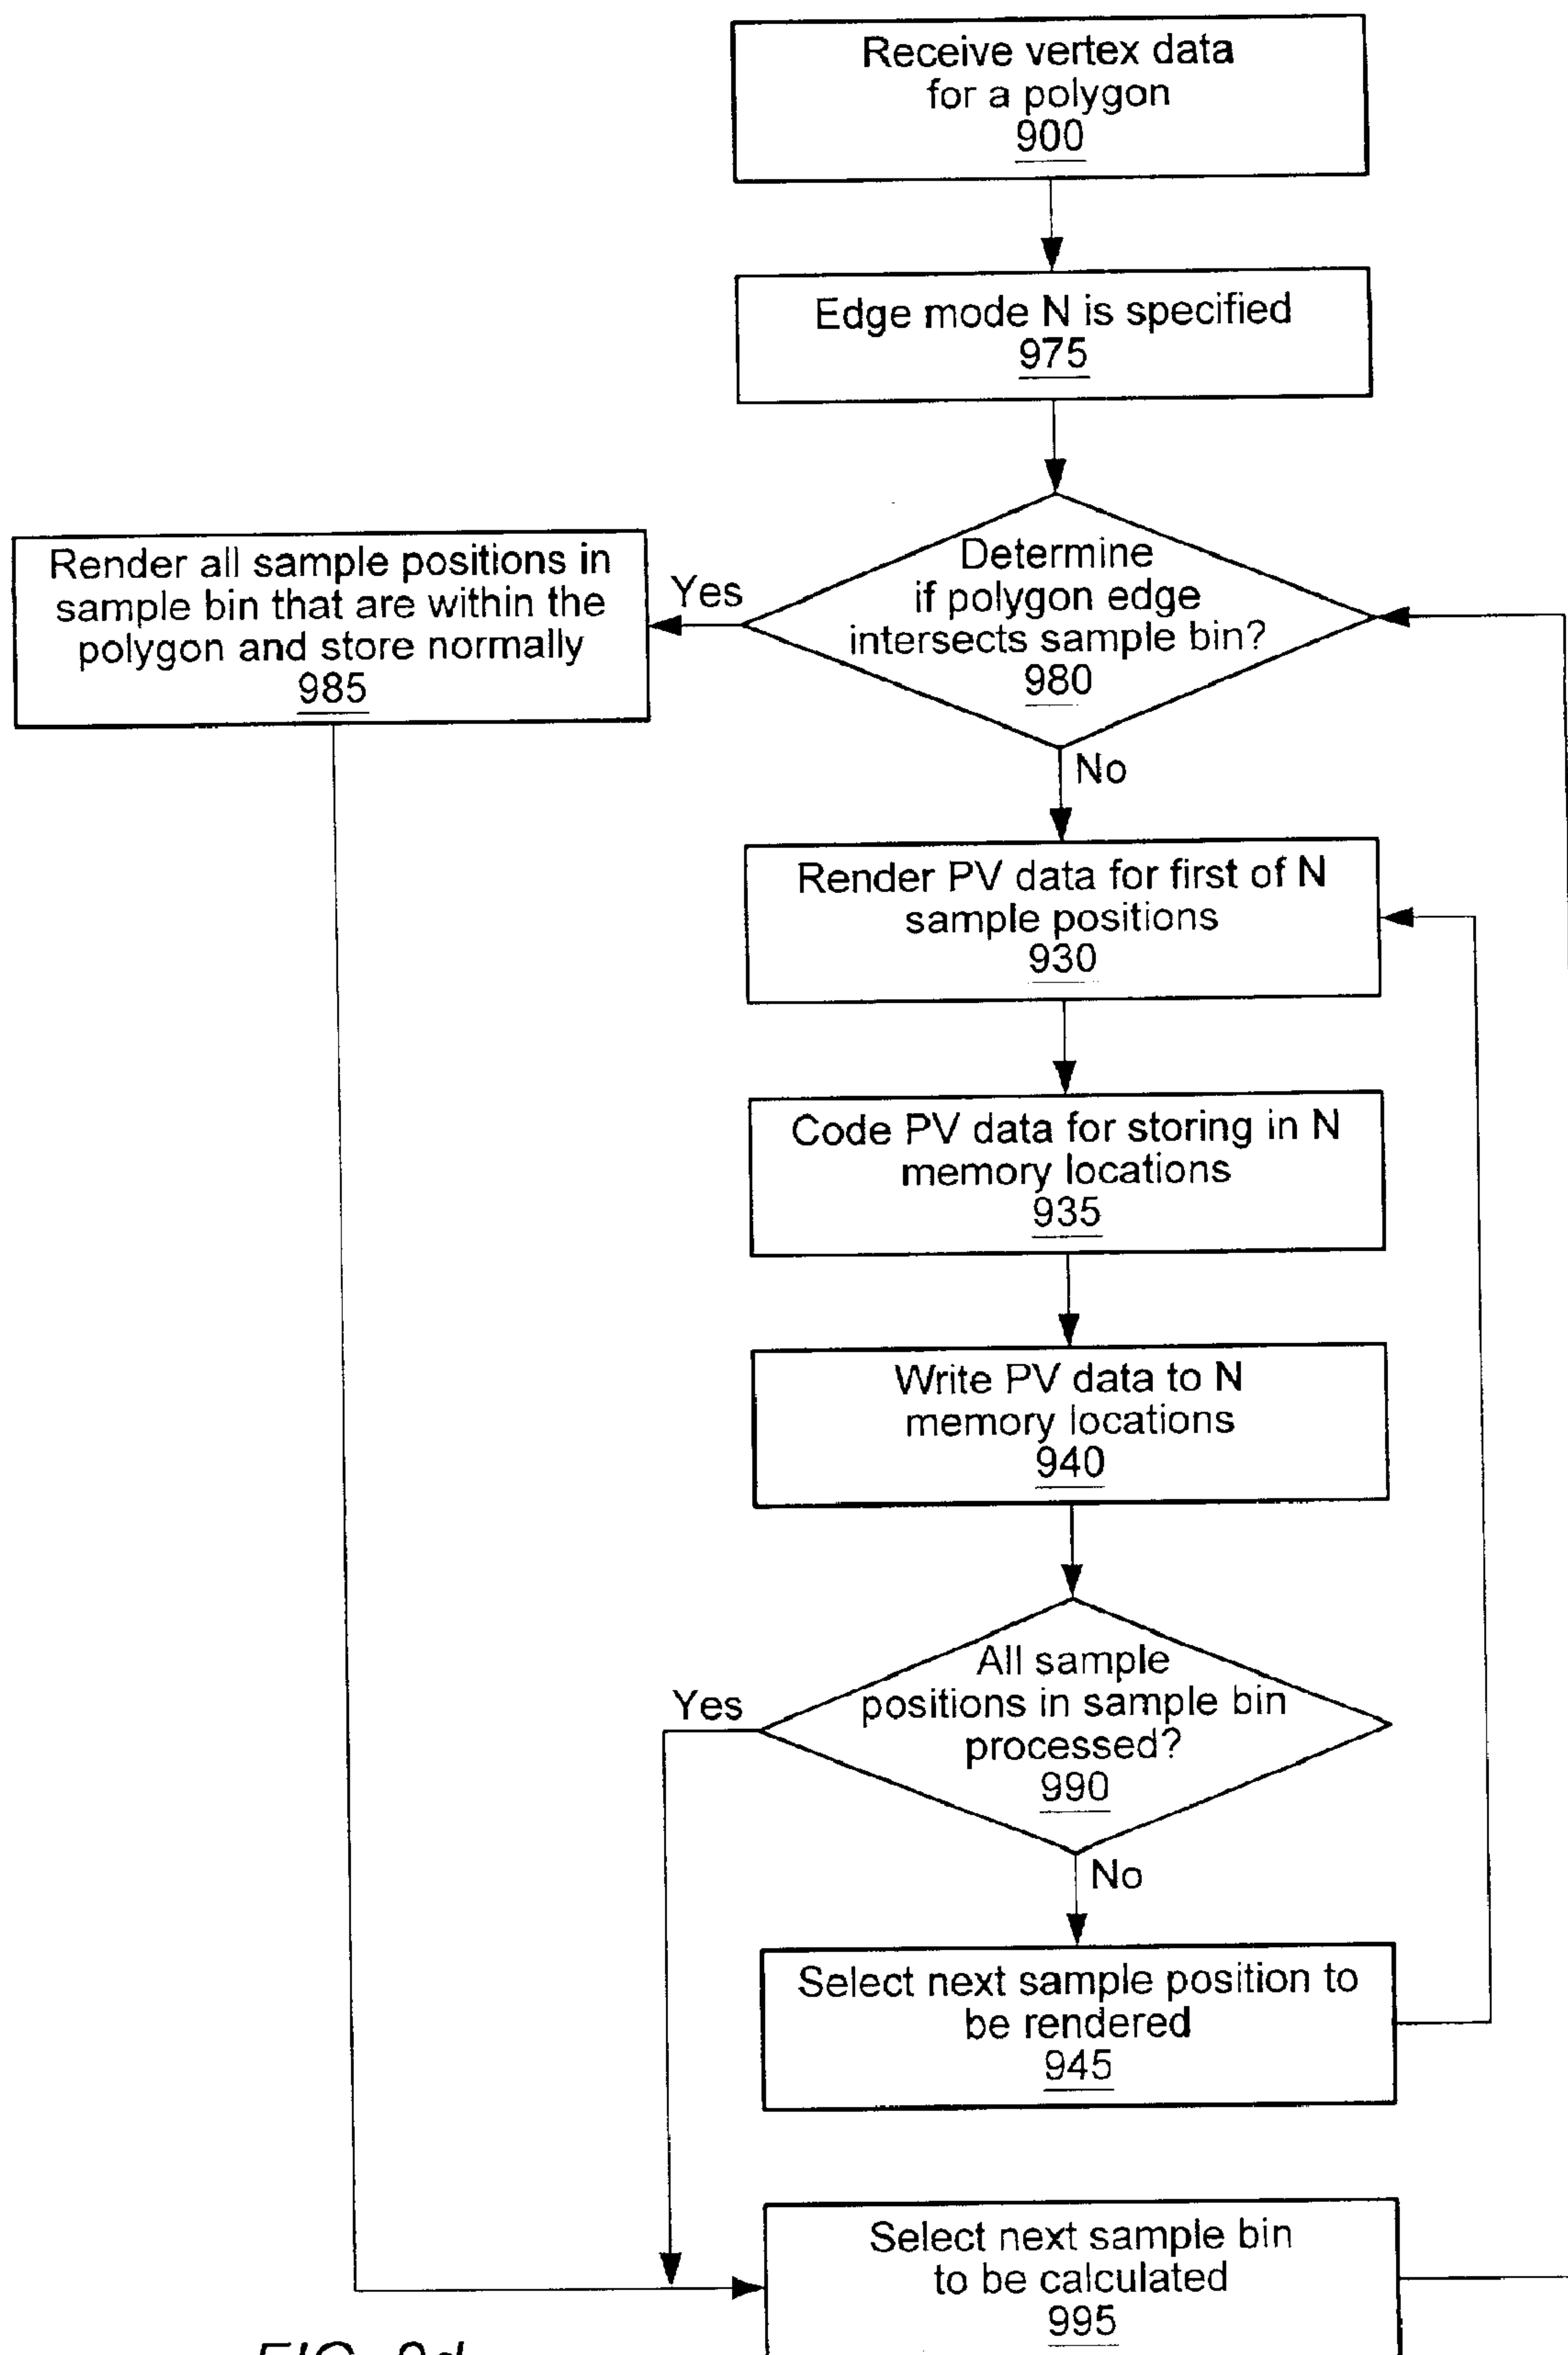 Receive vertex data
for a polygon
900
Edge mode N is specified
975
Determine
if polygon edge
intersects sample bin?
980
Yes
Render all sample positions in
sample bin that are within the
polygon and store normally
985
No
Render PV data for first of N
sample positions
930
Code PV data for storing in N
memory locations
935
Write PV data to N
memory locations
940
All sample
positions in sample bin
processed?
990
Yes
No
Select next sample position to
be rendered
945
Select next sample bin
to be calculated
995